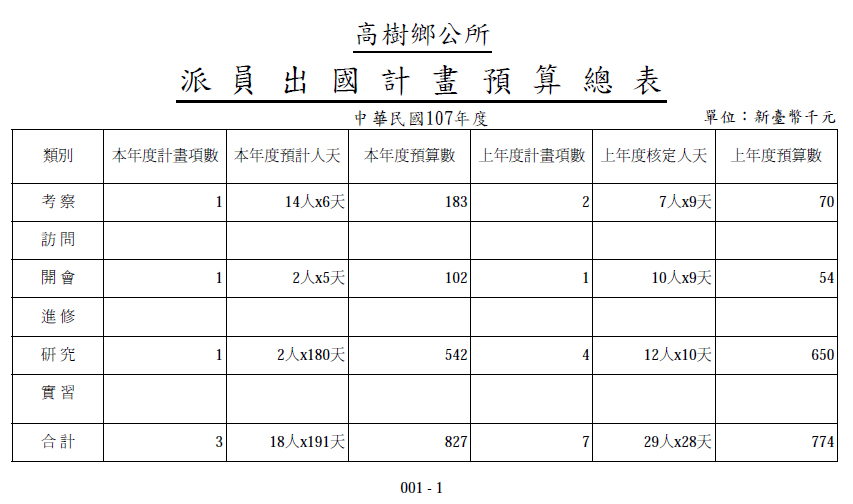 高樹鄉公所
派員出國計畫預算總表
中華民國107年度 單位：新臺幣千元
類別 本年度計畫項數 本年度預計人天 本年度預算數 上年度計畫項數 上年度核定人天 上年度預算數
考察 1 14人x6天 183 2 7人x9天 70
訪問
開會 1 2人x5天 102 1 10人x9天 54
進修
研究 1 2人x180天 542 4 12人x10天 650
實習
合計 3 18人x191天 827 7 29人x28天 774
001 - 1